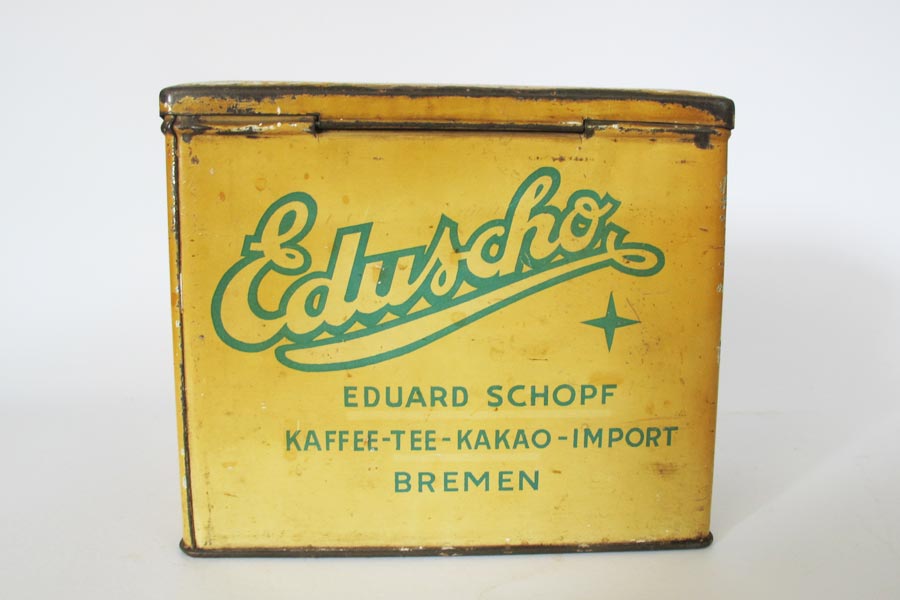 Eduscho
EDUARD SCHOPF
KAFFEE-TEE-KAKAO-IMPORT
BREMEN